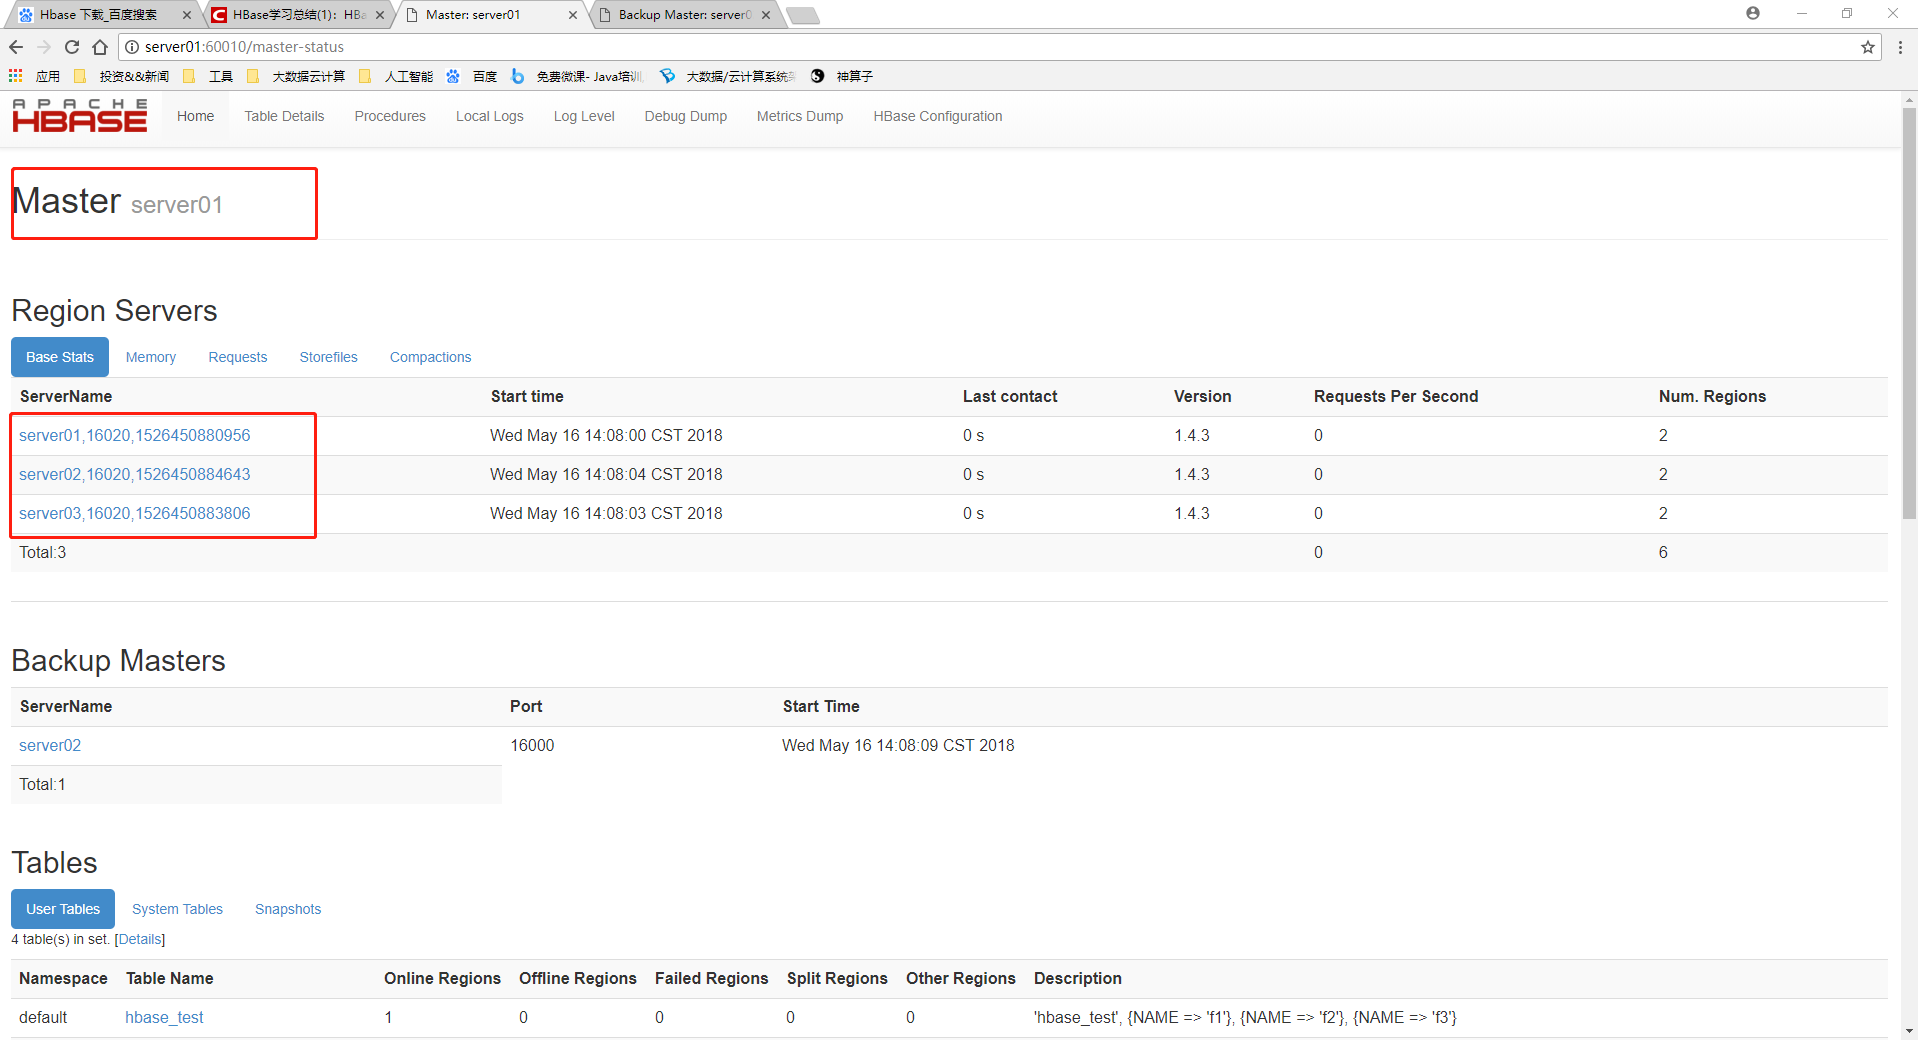 Hbase 下载_百度搜索
HBase学习总结(1)：HBa
Master: server01
Backup Master: server0
server01:60010/master-status
应用 投资&&新闻 工具 大数据云计算 人工智能 百度 免费微课- Java培训 大数据/云计算系统 神算子
APACHE
HBASE
Home Table Details Procedures Local Logs Log Level Debug Dump Metrics Dump HBase Configuration
Master server01
Region Servers
Base Stats Memory Requests Storefiles Compactions
ServerName Start time Last contact Version Requests Per Second Num. Regions
server01,16020,1526450880956 Wed May 16 14:08:00 CST 2018 0 s 1.4.3 0 2
server02,16020,1526450884643 Wed May 16 14:08:04 CST 2018 0 s 1.4.3 0 2
server03,16020,1526450883806 Wed May 16 14:08:03 CST 2018 0 s 1.4.3 0 2
Total:3 0 6
Backup Masters
ServerName Port Start Time
server02 16000 Wed May 16 14:08:09 CST 2018
Total:1
Tables
User Tables System Tables Snapshots
4 table(s) in set. [Details]
Namespace Table Name Online Regions Offline Regions Failed Regions Split Regions Other Regions Description
default hbase_test 1 0 0 0 0 'hbase_test', {NAME => 'f1'}, {NAME => 'f2'}, {NAME => 'f3'}